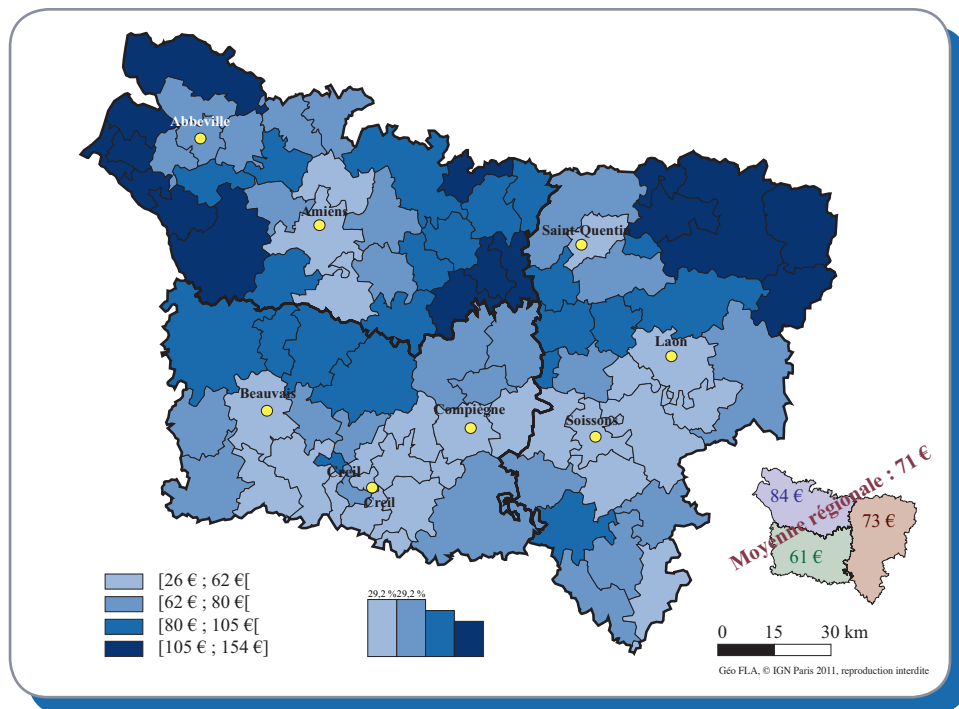 Abbeville
Amiens
Saint-Quentin
Laon
Beauvais
Compiègne
Soissons
Creil
Creil
Moyenne régionale : 71 €
84 €
73 €
61 €
[26 € ; 62 €[
[62 € ; 80 €[
[80 € ; 105 €[
[105 € ; 154 €]
29,2 %29,2 %
0 15 30 km
Géo FLA, © IGN Paris 2011, reproduction interdite